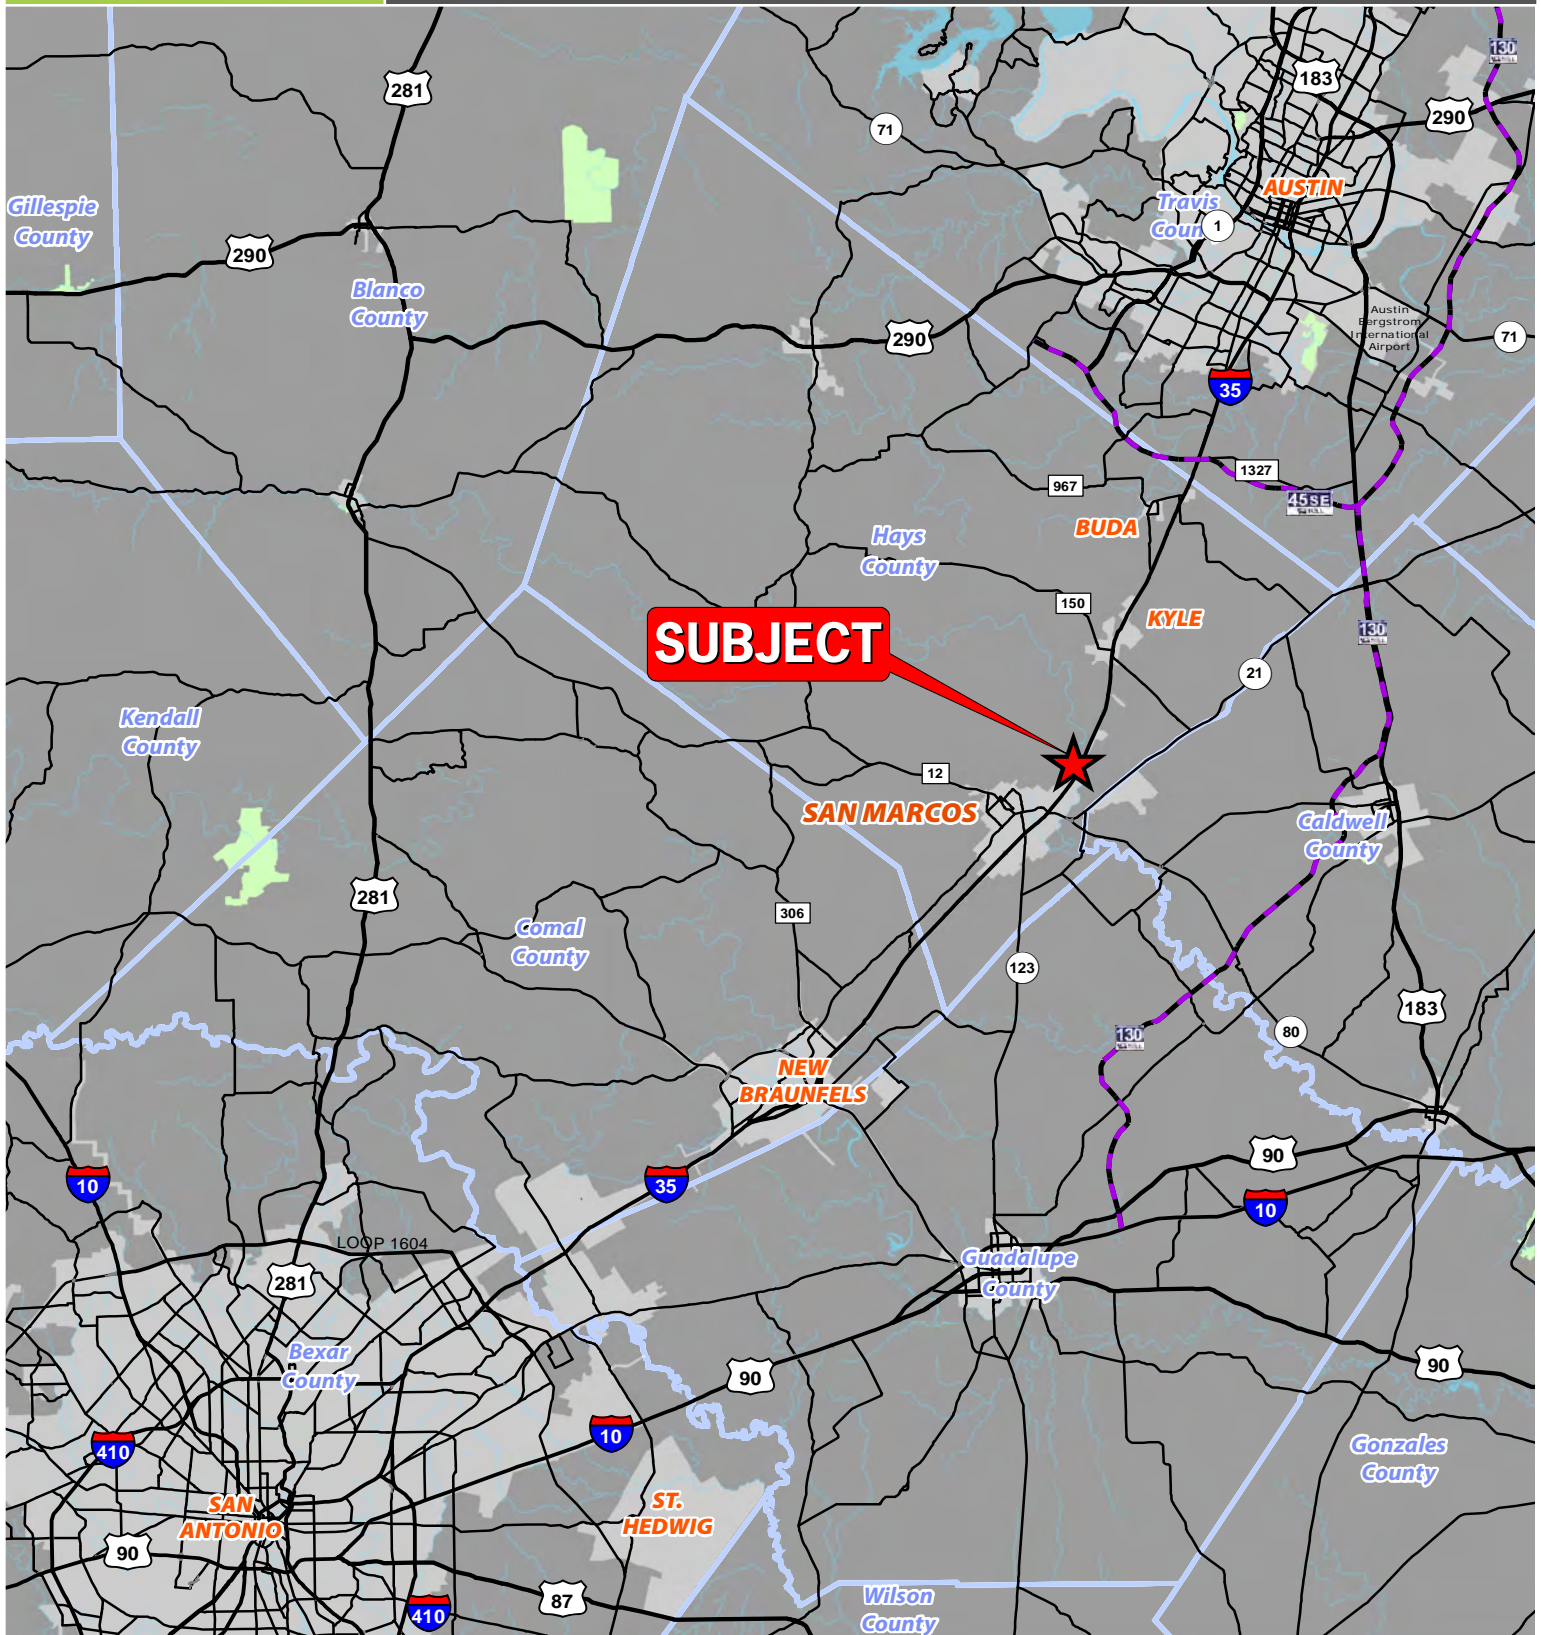 130
281
183
290
71
Gillespie
County
AUSTIN
Travis
Coun
1
290
Blanco
County
Austin
Bergstrom
International
Airport
290
71
35
1327
967
45SE
BUDA
Hays
County
150
KYLE
130
SUBJECT
21
Kendall
County
12
SAN MARCOS
Caldwell
County
281
306
Comal
County
123
183
80
130
NEW
BRAUNFELS
90
10
35
10
LOOP 1604
Guadalupe
County
281
Bexar
County
90
90
10
410
Gonzales
County
SAN
ANTONIO
ST.
HEDWIG
90
87
410
Wilson
County